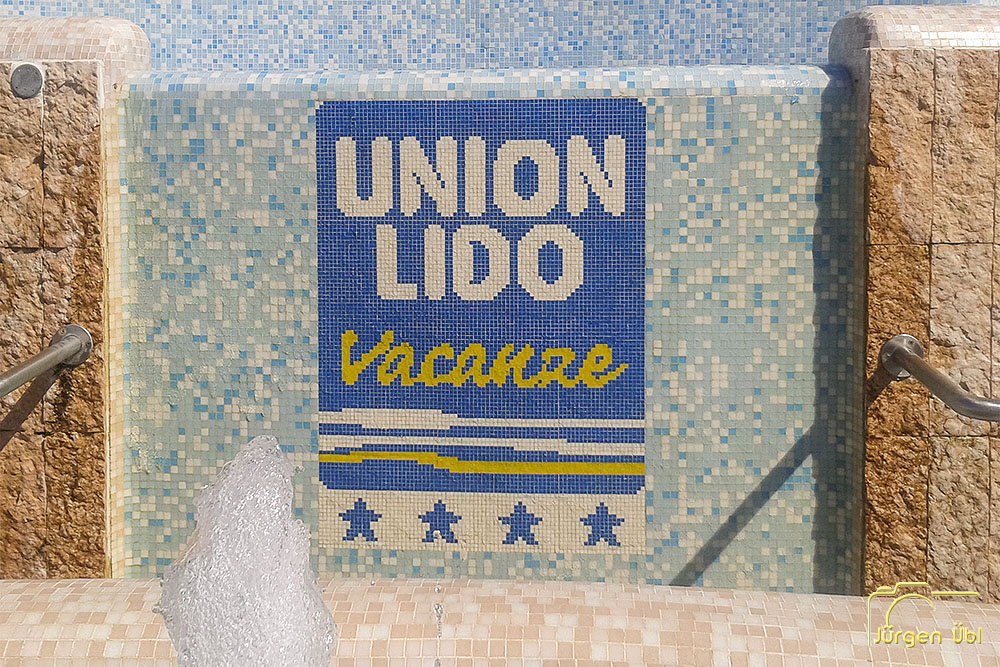 UNION
LIDO
Vacanze
Jürgen Übl